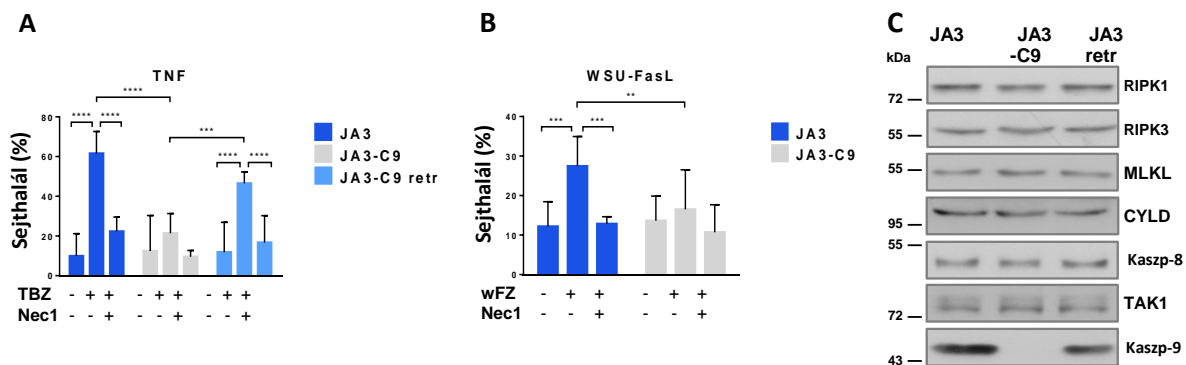 A
TNF
**** ****
**** ****
***
**** ****
Sejthalál (%)
80
60
40
20
0
JA3
JA3-C9
JA3-C9 retr
TBZ - + + - + + - + +
Nec1 + + +
B
WSU-FasL
**
*** ***
Sejthalál (%)
40
30
20
10
0
JA3
JA3-C9
wFZ - + + - + +
Nec1 + +
C
kDa
JA3
JA3
-C9
JA3
retr
72
RIPK1
55
RIPK3
55
MLKL
95
CYLD
55
Kaszp-8
72
TAK1
43
Kaszp-9